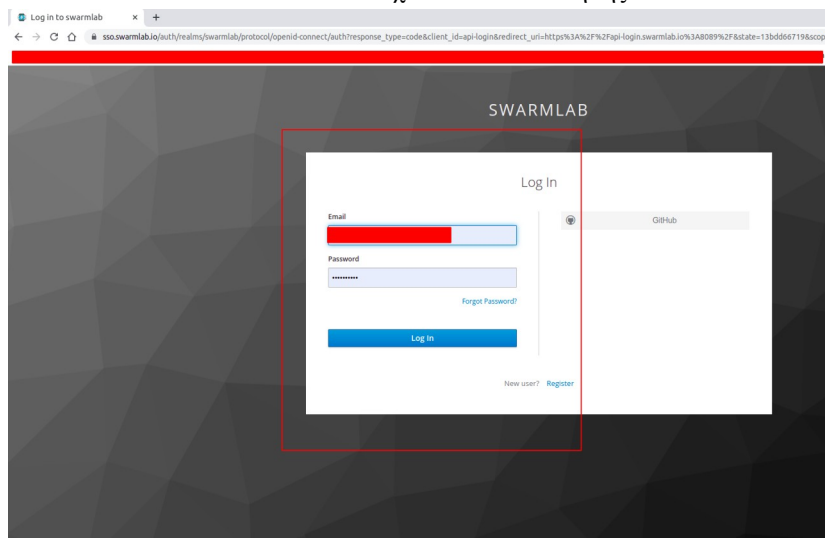 Log in to swarmlab
sso.swarmlab.io/auth/realms/swarmlab/protocol/openid-connect/auth?response_type=code&client_id=api-login&redirect_uri=https%3A%2F%2Fapi-login.swarmlab.io%3A8089%2F&state=13bdd66719&scop
SWARMLAB
Log In
Email
GitHub
Password
••••••••••
Forgot Password?
Log In
New user? Register